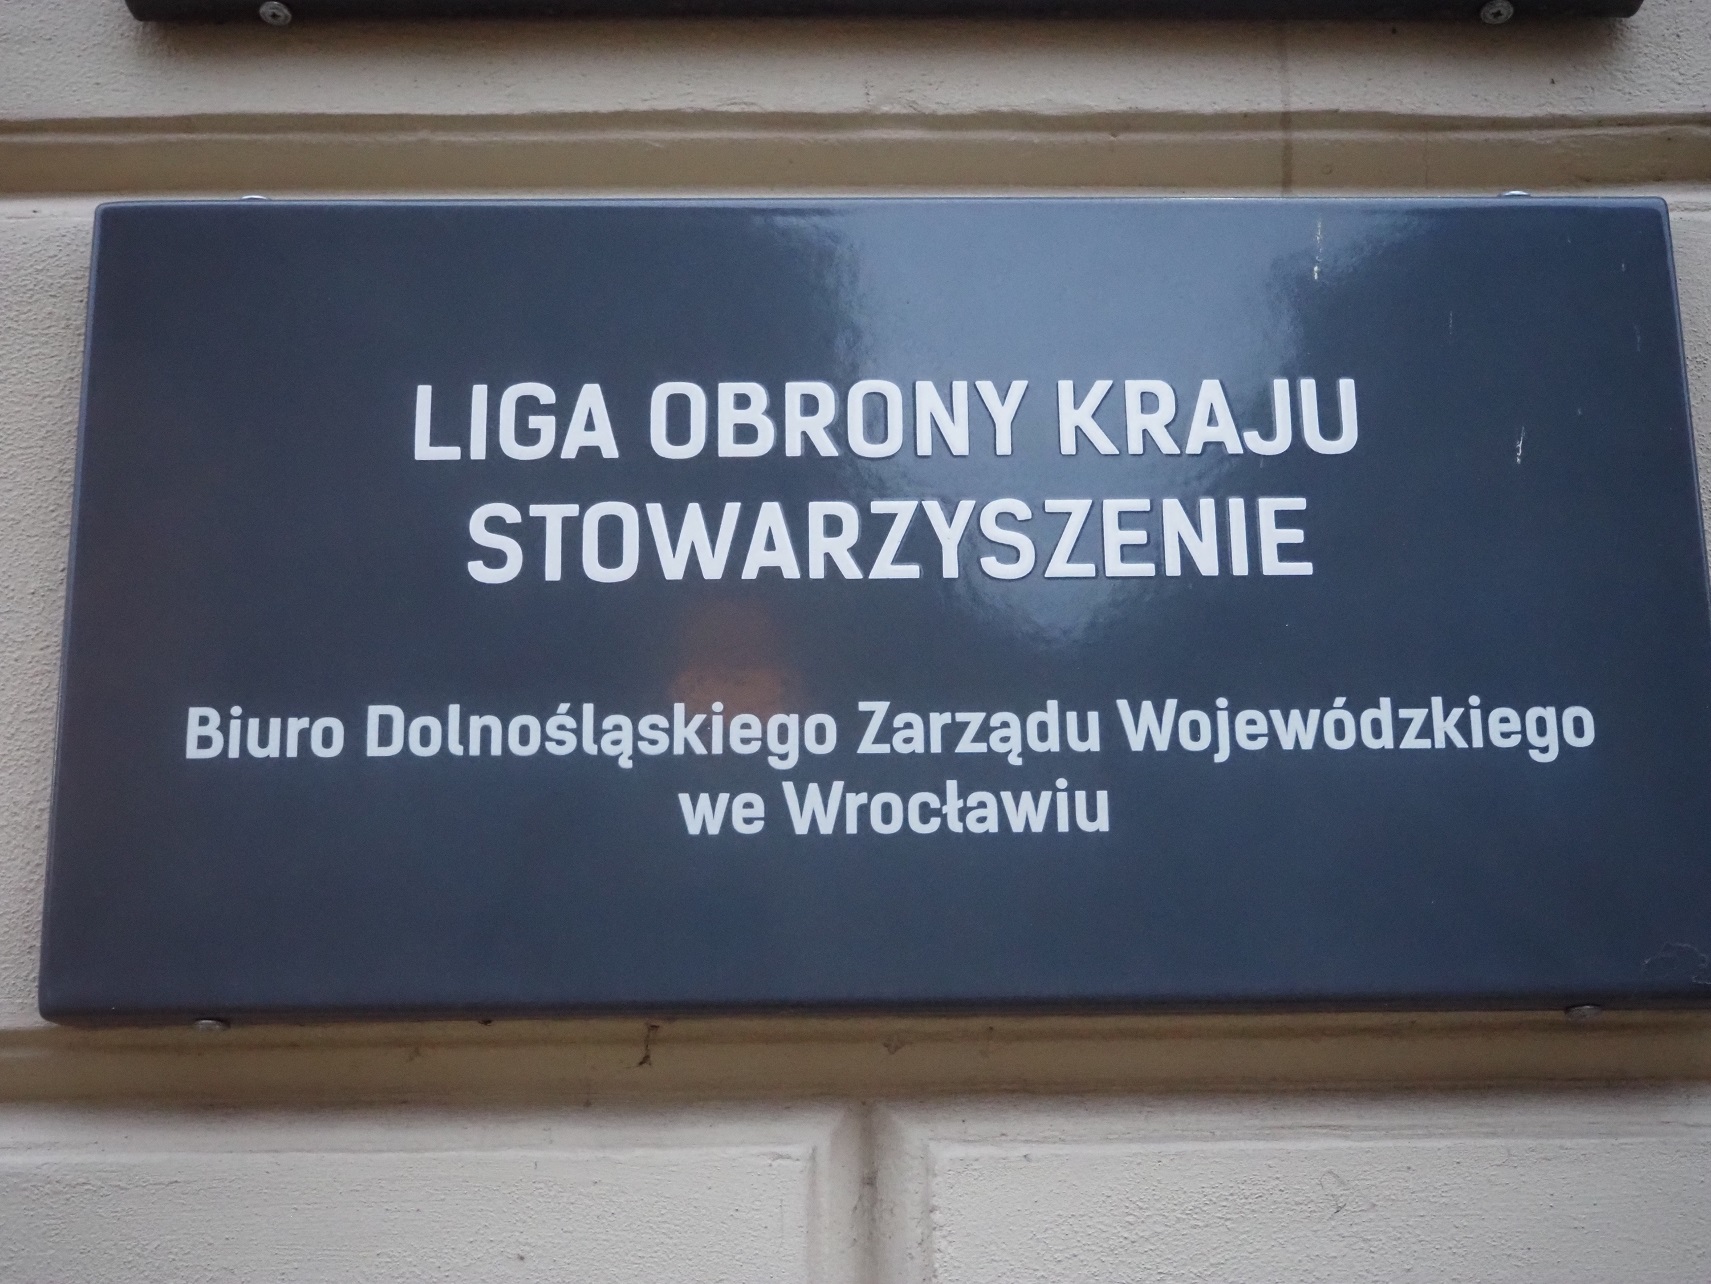 LIGA OBRONY KRAJU
STOWARZYSZENIE
Biuro Dolnośląskiego Zarządu Wojewódzkiego
we Wrocławiu